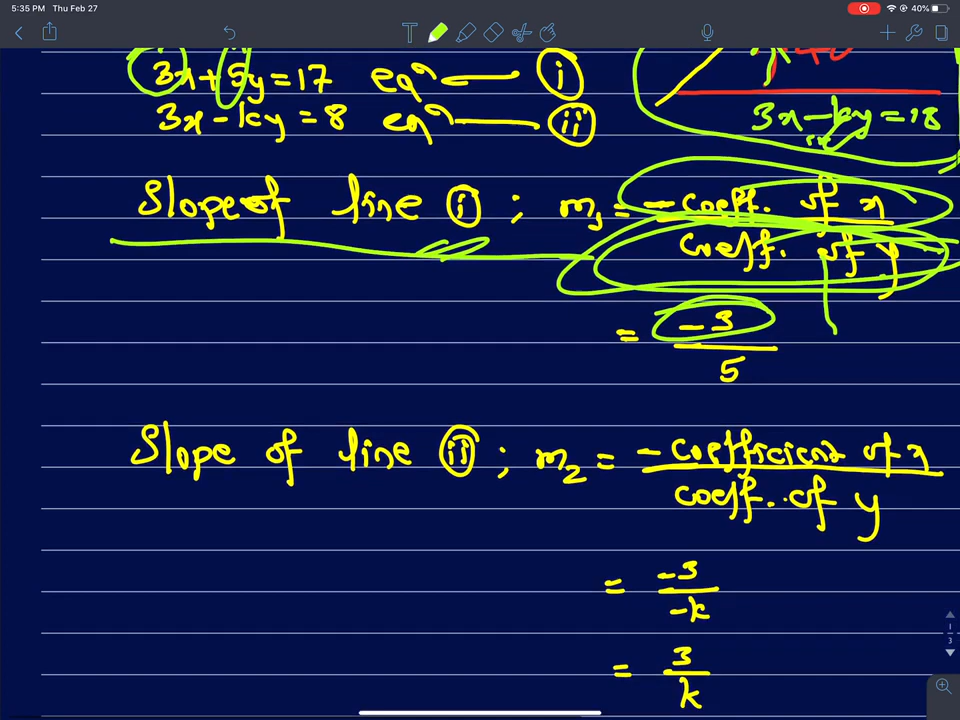 5:35 PM Thu Feb 27
40%
3x + 5y = 17 eqⁿ — (i)
3x - ky = 8 eqⁿ — (ii)
3x - ky = 18
Slope of line (i) ; m₁ = - coeff. of x
coeff. of y
= -3
5
Slope of line (ii) ; m₂ = - coefficient of x
coeff. of y
= -3
-k
= 3
k
1
3